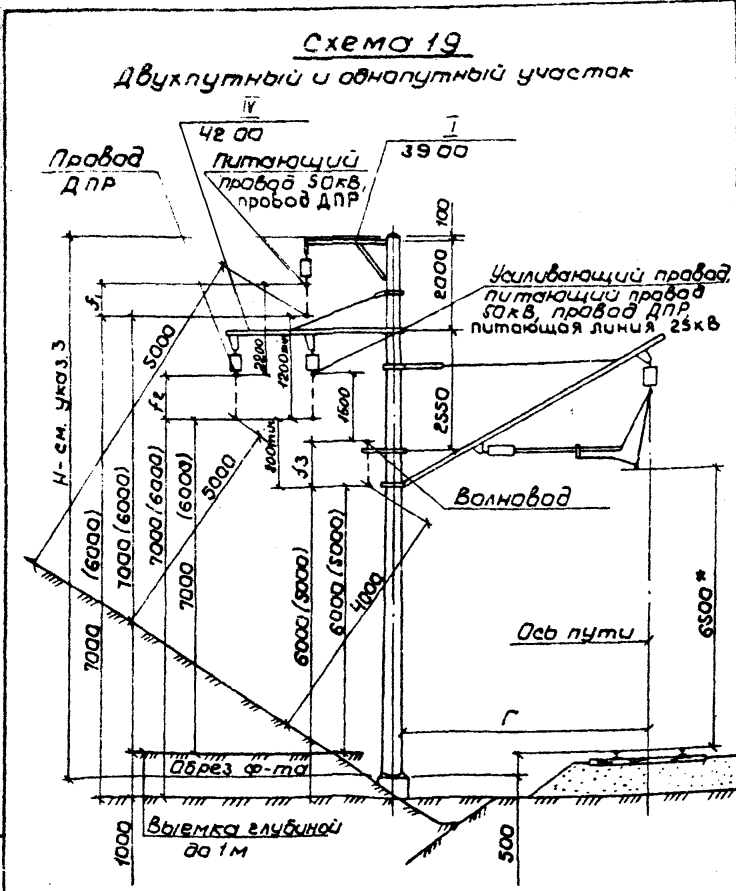 Схема 19
Двухпутный и однопутный участок
IV
42 00
I
39 00
Провод
ДПР
Питающий
провод 50кВ,
провод ДПР
100
2000
Усиливающий провод,
питающий провод
50кВ, провод ДПР,
питающая линия 25кВ
f₁
5000
2200
1200min
H - см. указ. 3
f2
1600
2550
800min
f3
5000
Волновод
(6000)
7000
7000 (6000)
7000 (6000)
(6000)
7000
6000 (5000)
6000 (5000)
4000
6500*
Ось пути
Г
Обрез ф-та
Выемка глубиной
до 1м
1000
500